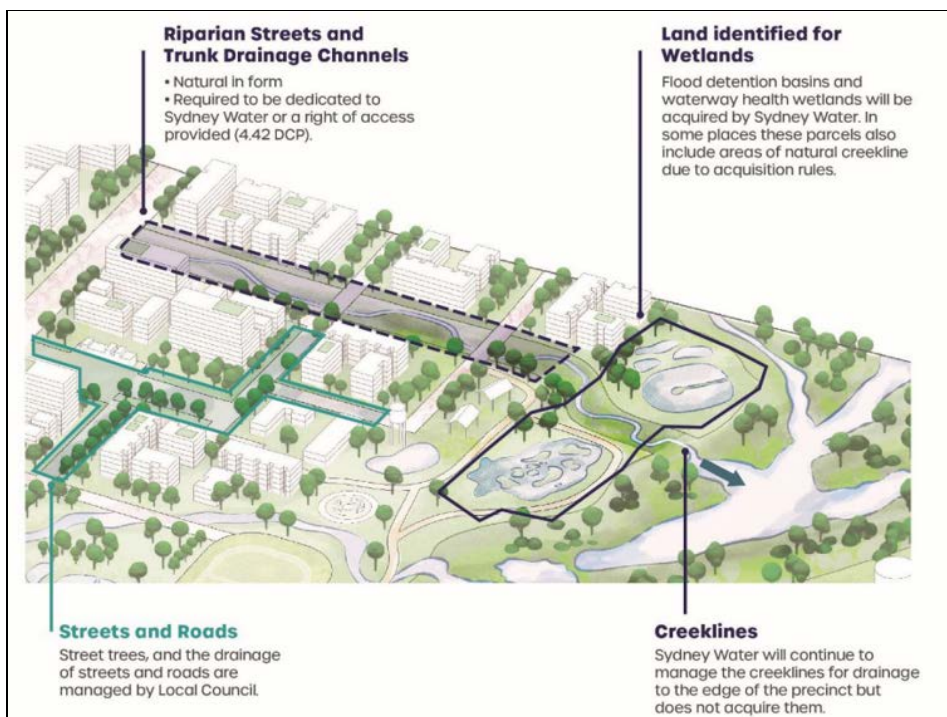 Riparian Streets and
Trunk Drainage Channels
• Natural in form
• Required to be dedicated to
Sydney Water or a right of access
provided (4.42 DCP).
Land identified for
Wetlands
Flood detention basins and
waterway health wetlands will be
acquired by Sydney Water. In
some places these parcels also
include areas of natural creekline
due to acquisition rules.
Streets and Roads
Street trees, and the drainage
of streets and roads are
managed by Local Council.
Creeklines
Sydney Water will continue to
manage the creeklines for drainage
to the edge of the precinct but
does not acquire them.